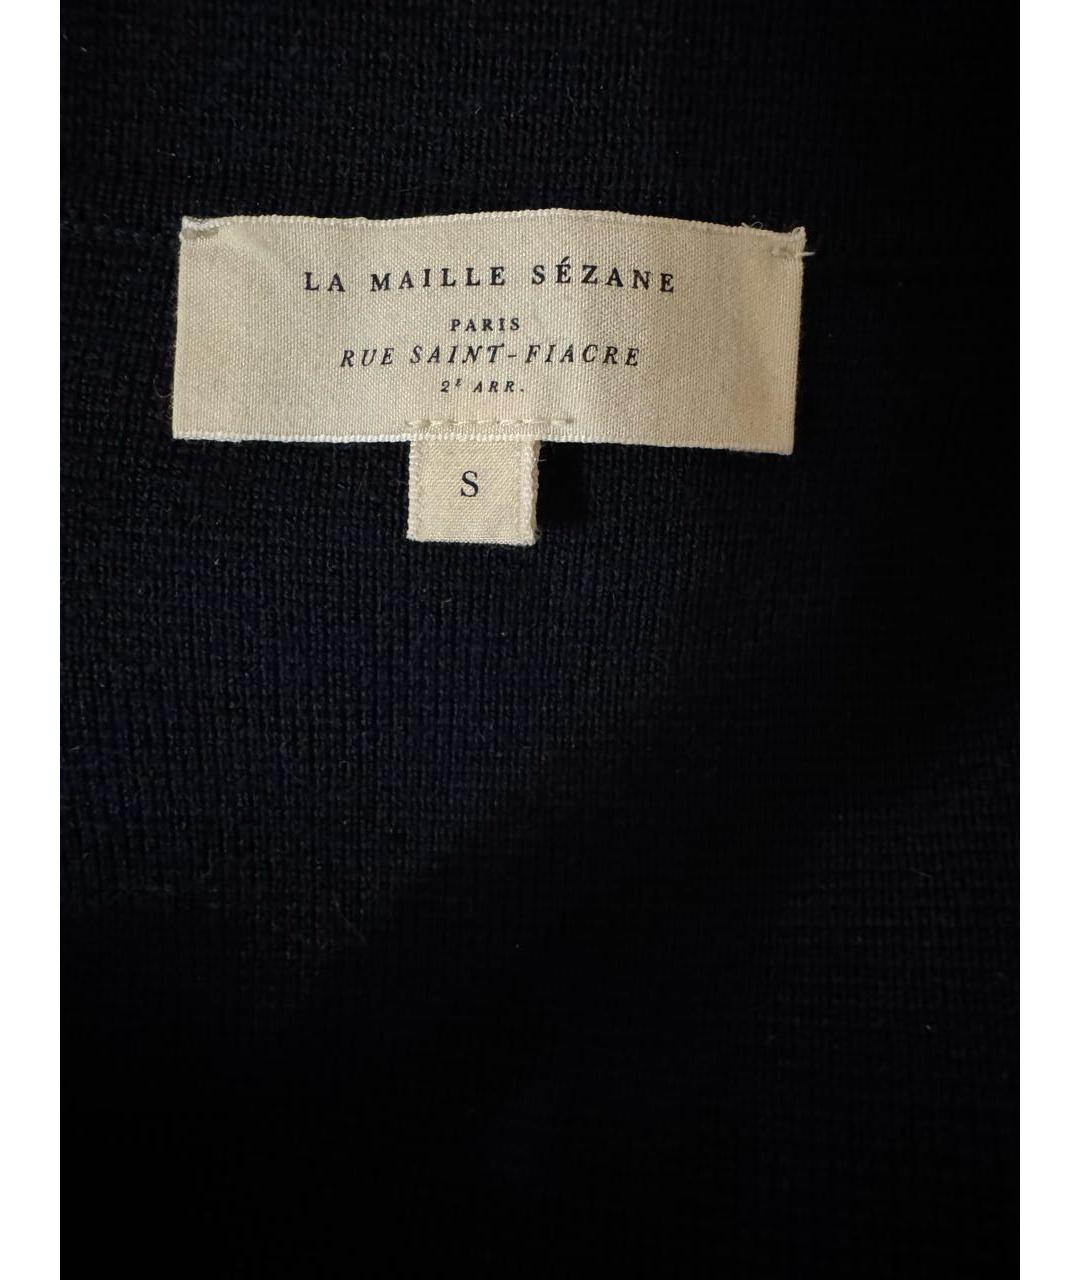 LA MAILLE SÉZANE
PARIS
RUE SAINT-FIACRE
2E ARR.
S